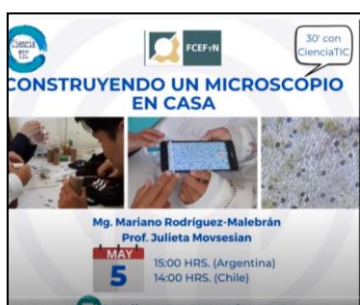 Ciencia
TIC
FCEFyN
30' con
CienciaTIC
CONSTRUYENDO UN MICROSCOPIO
EN CASA
Mg. Mariano Rodríguez-Malebrán
Prof. Julieta Movsesian
MAY
5
15:00 HRS. (Argentina)
14:00 HRS. (Chile)